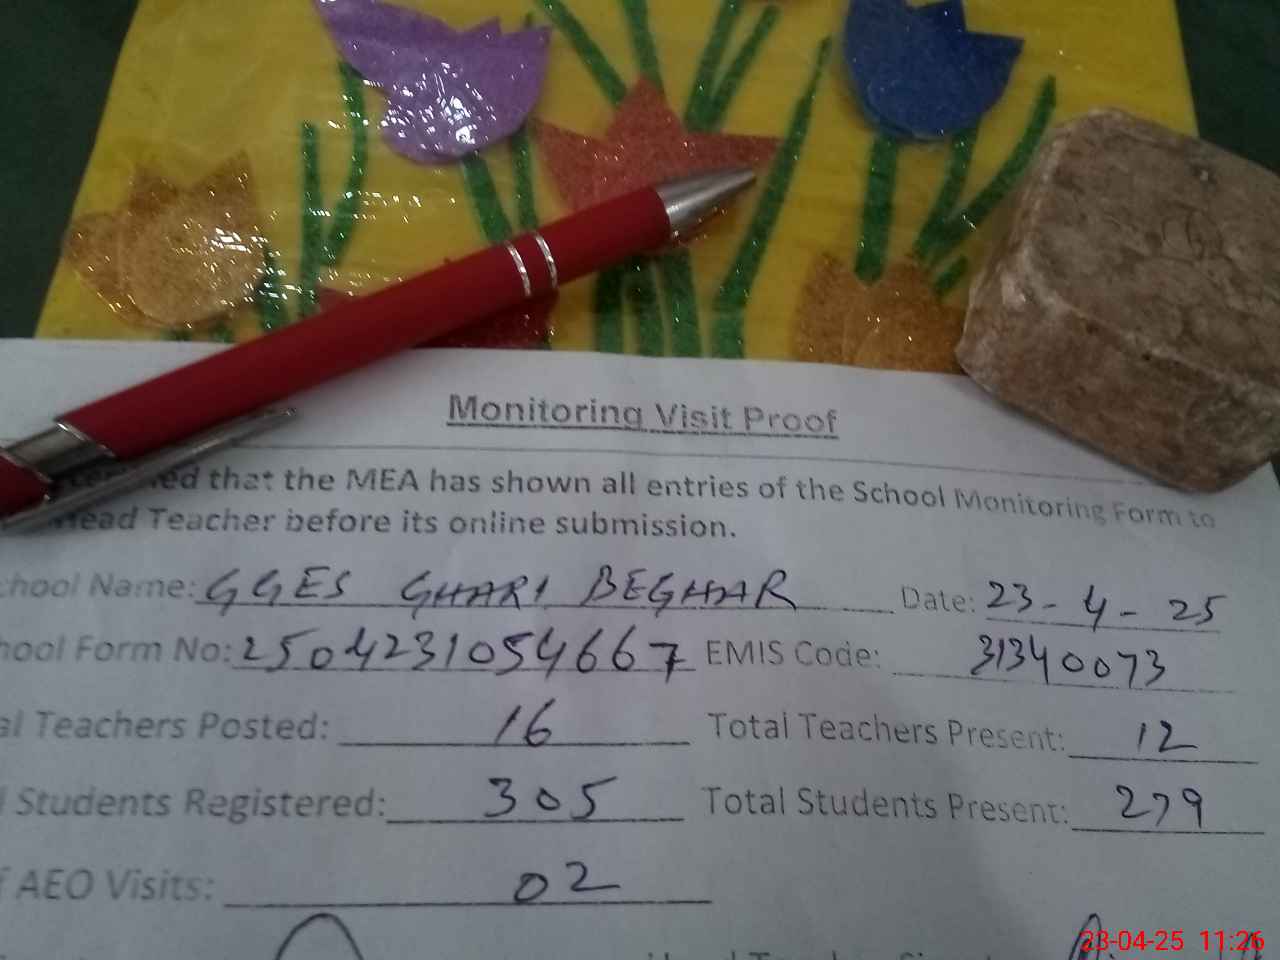 Monitoring Visit Proof
that the MEA has shown all entries of the School Monitoring Form to
Head Teacher before its online submission.
chool Name: GGES GHARI BEGHAR Date: 23-4-25
hool Form No: 2504231054667 EMIS Code: 31340073
al Teachers Posted: 16 Total Teachers Present: 12
Students Registered: 305 Total Students Present: 279
AEO Visits: 02
23-04-25 11:26